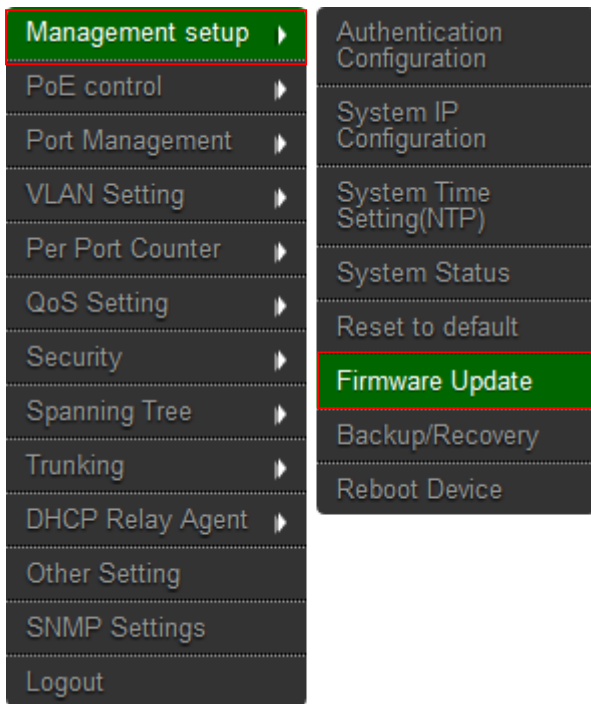 Management setup
PoE control
Port Management
VLAN Setting
Per Port Counter
QoS Setting
Security
Spanning Tree
Trunking
DHCP Relay Agent
Other Setting
SNMP Settings
Logout
Authentication
Configuration
System IP
Configuration
System Time
Setting(NTP)
System Status
Reset to default
Firmware Update
Backup/Recovery
Reboot Device